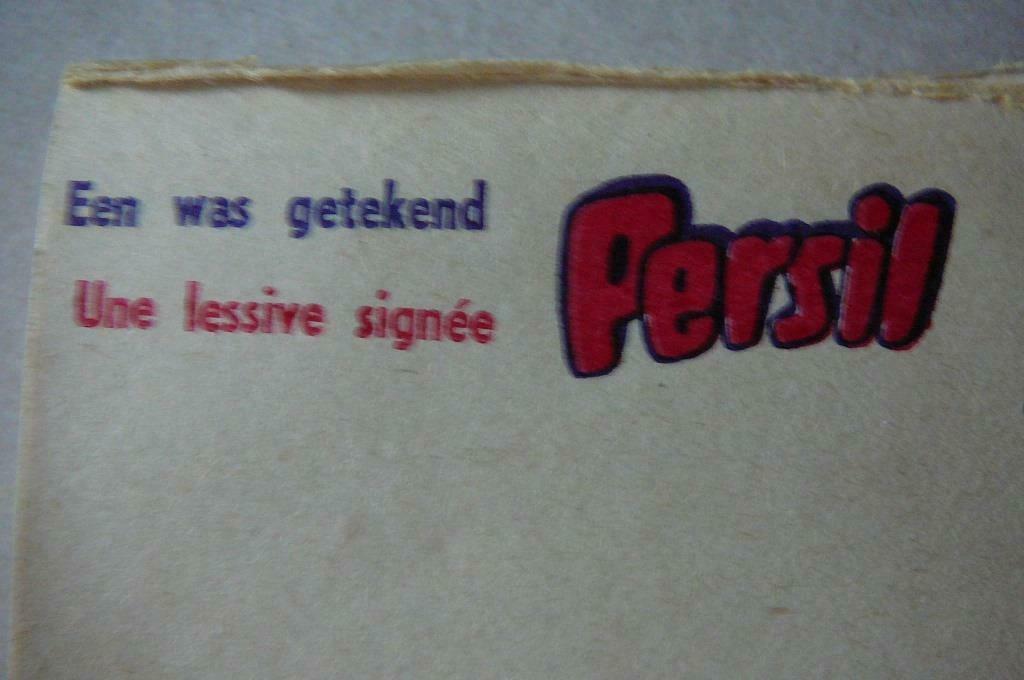 Een was getekend
Une lessive signée
Persil